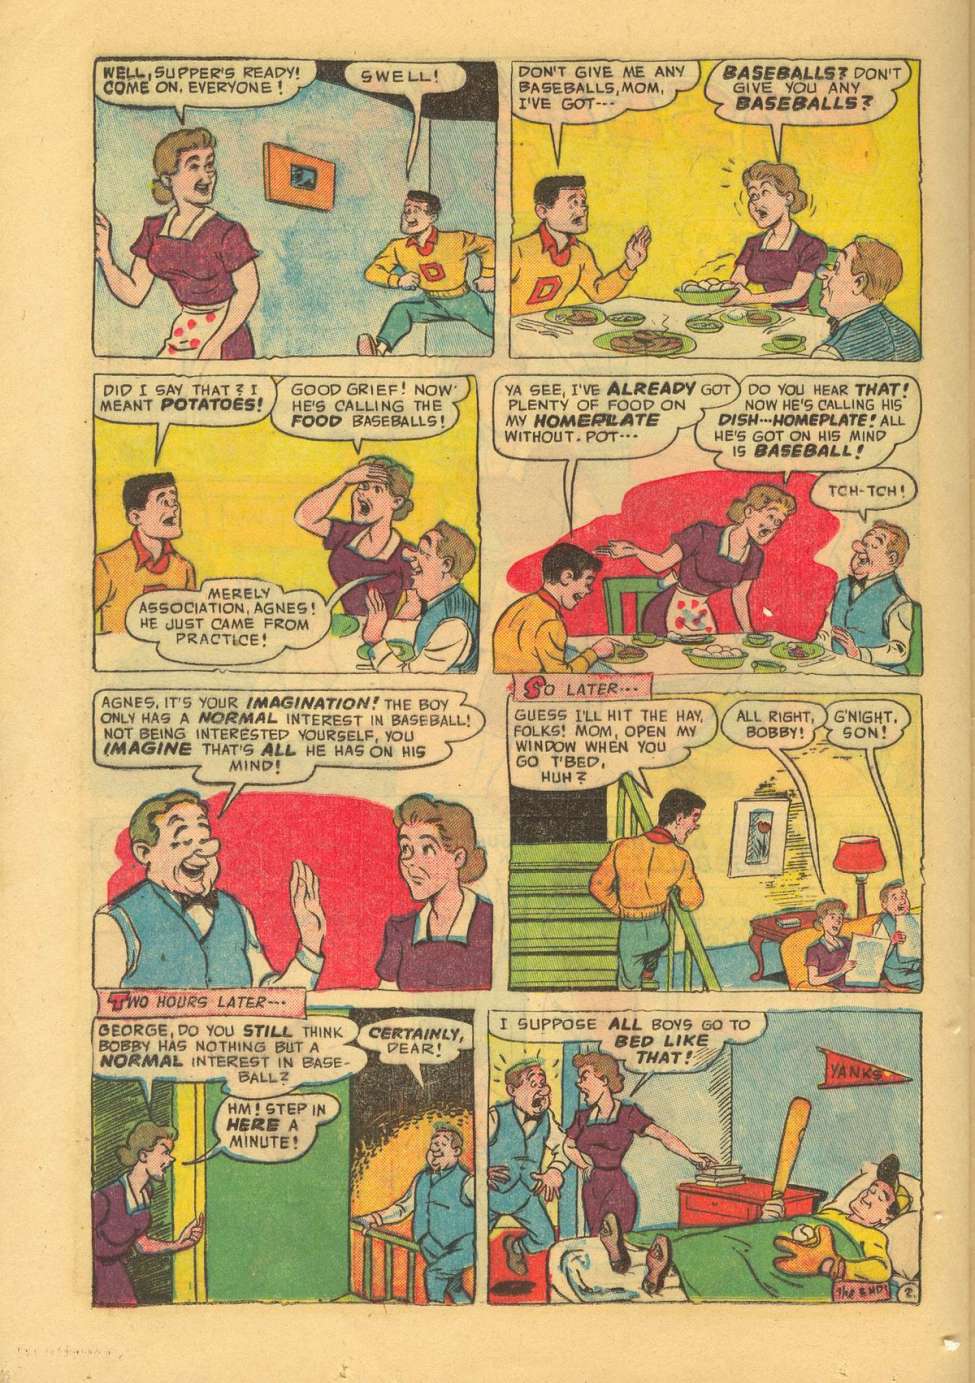 WELL, SUPPER'S READY!
COME ON, EVERYONE!
SWELL!
D
DON'T GIVE ME ANY
BASEBALLS, MOM,
I'VE GOT---
BASEBALLS? DON'T
GIVE YOU ANY
BASEBALLS?
D
DID I SAY THAT? I
MEANT POTATOES!
GOOD GRIEF! NOW
HE'S CALLING THE
FOOD BASEBALLS!
MERELY
ASSOCIATION, AGNES!
HE JUST CAME FROM
PRACTICE!
YA SEE, I'VE ALREADY GOT
PLENTY OF FOOD ON
MY HOMEPLATE
WITHOUT. POT---
DO YOU HEAR THAT!
NOW HE'S CALLING HIS
DISH---HOMEPLATE! ALL
HE'S GOT ON HIS MIND
IS BASEBALL!
TCH-TCH!
AGNES, IT'S YOUR IMAGINATION! THE BOY
ONLY HAS A NORMAL INTEREST IN BASEBALL!
NOT BEING INTERESTED YOURSELF, YOU
IMAGINE THAT'S ALL HE HAS ON HIS
MIND!
SO LATER---
GUESS I'LL HIT THE HAY,
FOLKS! MOM, OPEN MY
WINDOW WHEN YOU
GO T'BED,
HUH?
ALL RIGHT,
BOBBY!
G'NIGHT,
SON!
TWO HOURS LATER---
GEORGE, DO YOU STILL THINK
BOBBY HAS NOTHING BUT A
NORMAL INTEREST IN BASE-
BALL?
CERTAINLY,
DEAR!
HM! STEP IN
HERE A
MINUTE!
I SUPPOSE ALL BOYS GO TO
BED LIKE
THAT!
YANKS
The END!
2.